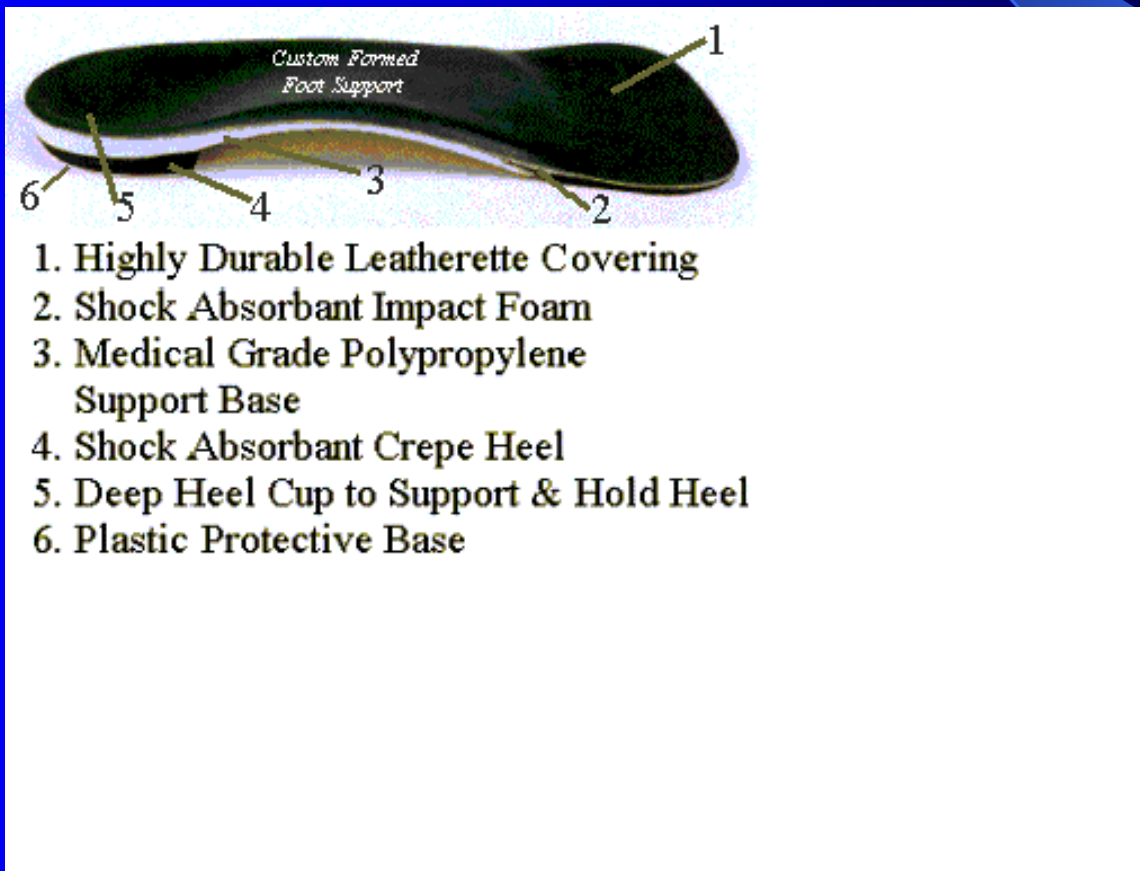 Custom Formed
Foot Support
1
6
5
4
3
2
1. Highly Durable Leatherette Covering
2. Shock Absorbant Impact Foam
3. Medical Grade Polypropylene
Support Base
4. Shock Absorbant Crepe Heel
5. Deep Heel Cup to Support & Hold Heel
6. Plastic Protective Base